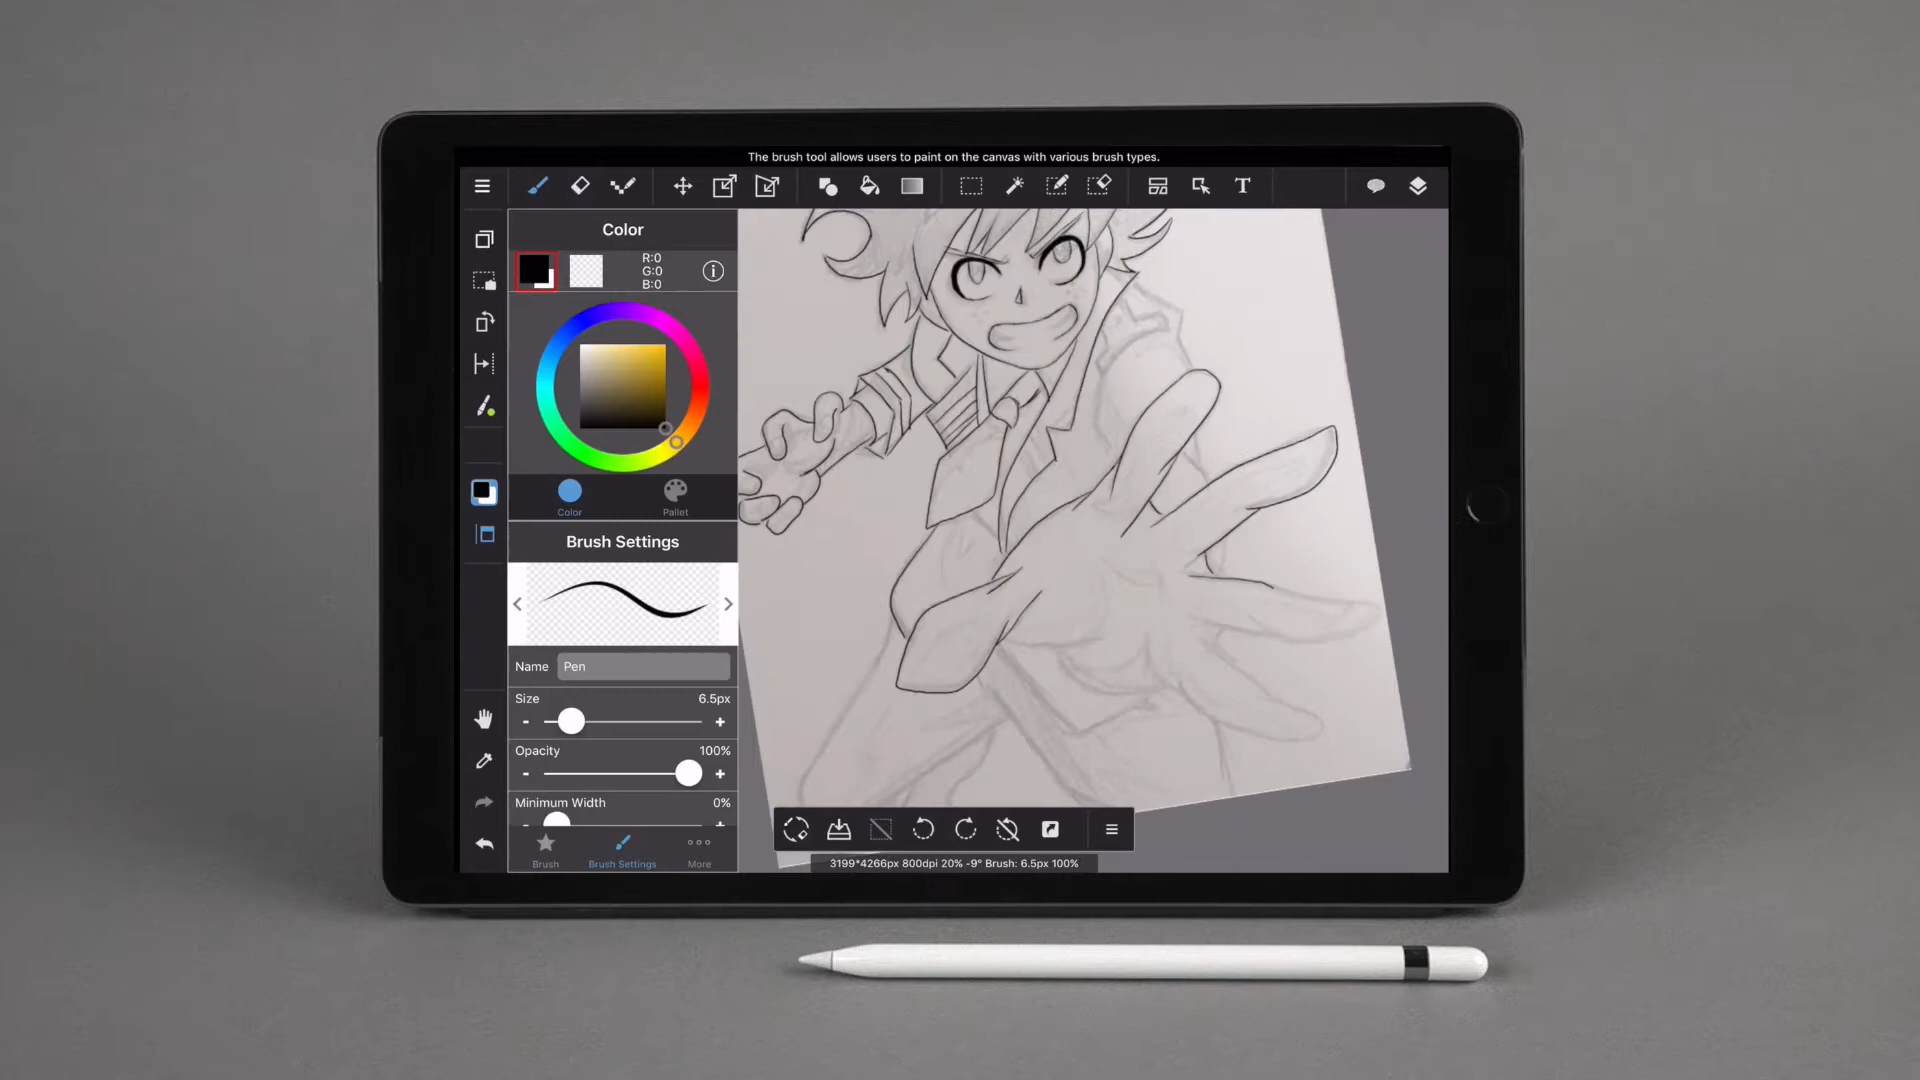 The brush tool allows users to paint on the canvas with various brush types.
T
Color
R:0
G:0
B:0
i
Color
Pallet
Brush Settings
Name Pen
Size 6.5px
- +
Opacity 100%
- +
Minimum Width 0%
- +
Brush
Brush Settings
More
3199*4266px 800dpi 20% -9° Brush: 6.5px 100%